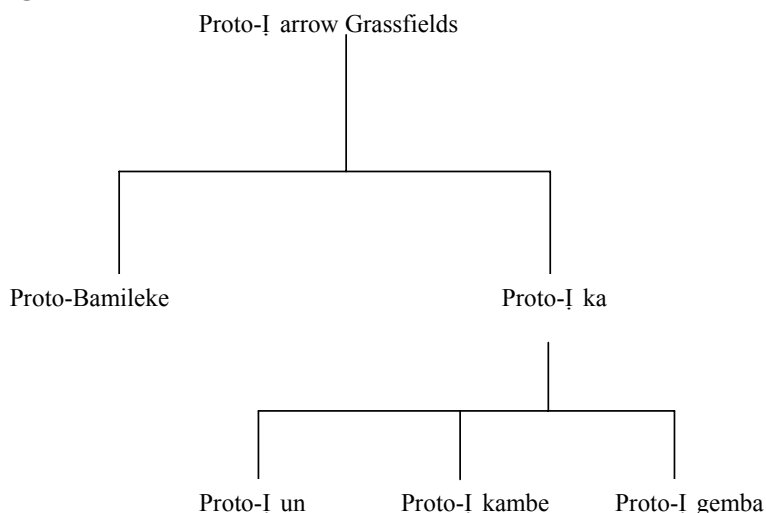 Proto-Ị arrow Grassfields
Proto-Bamileke Proto-Ị ka
Proto-Ị un Proto-Ị kambe Proto-Ị gemba